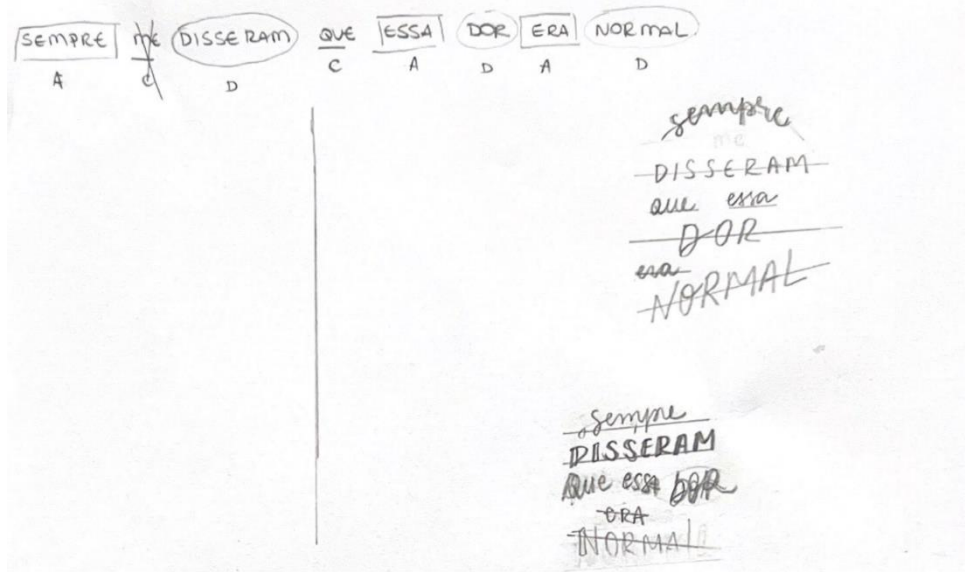 SEMPRE me DISSERAM QUE ESSA DOR ERA NORMAL
A C D C A D A D
sempre
me
DISSERAM
que essa
DOR
era
NORMAL
sempre
DISSERAM
Que essa DOR
ERA
NORMAL